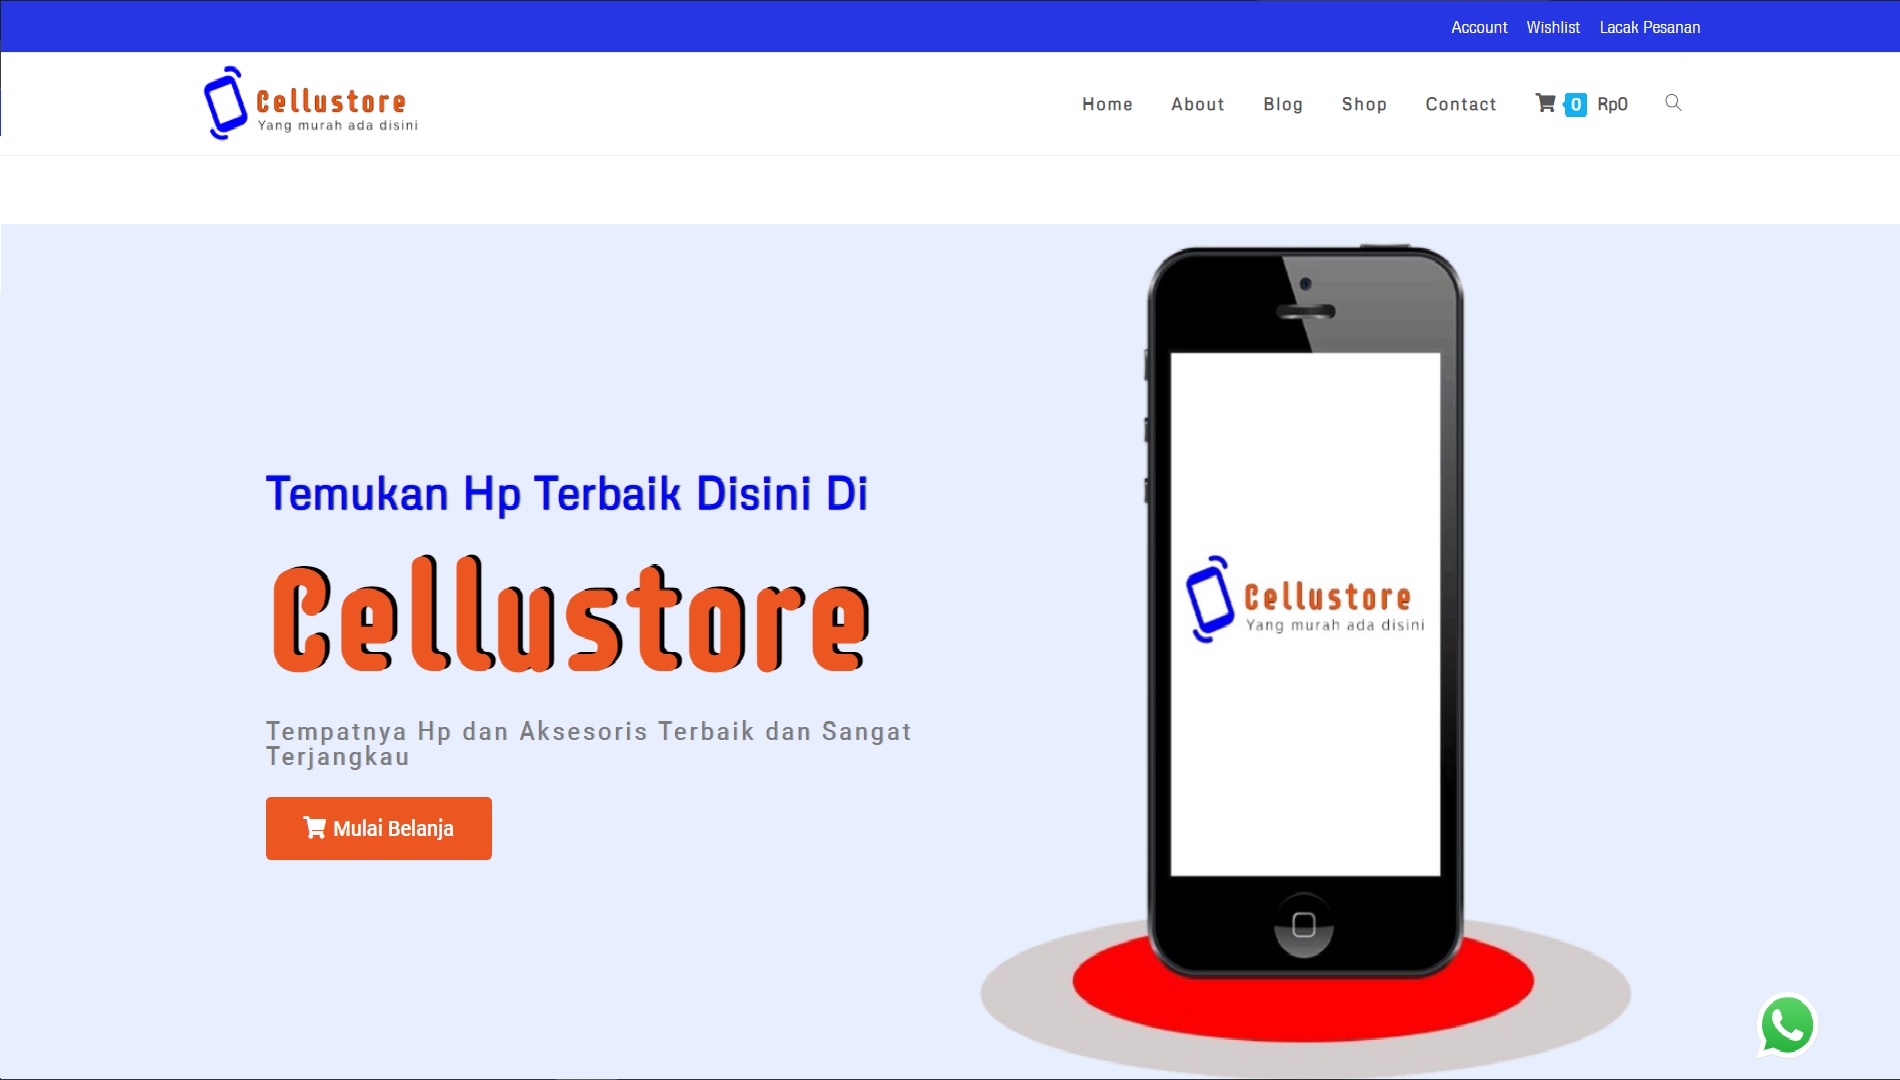 Account Wishlist Lacak Pesanan
Cellustore
Yang murah ada disini
Home About Blog Shop Contact 0 Rp0
Temukan Hp Terbaik Disini Di
Cellustore
Tempatnya Hp dan Aksesoris Terbaik dan Sangat
Terjangkau
Mulai Belanja
Cellustore
Yang murah ada disini